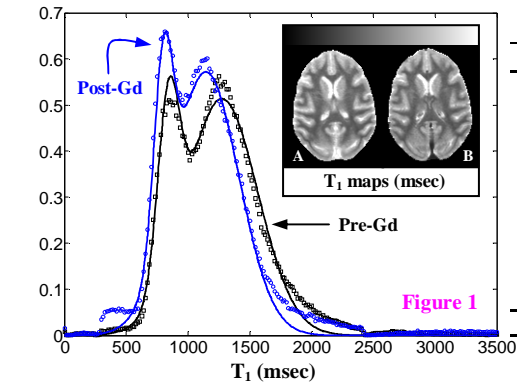 0.7
0.6
0.5
0.4
0.3
0.2
0.1
0
0 500 1000 1500 2000 2500 3000 3500
T₁ (msec)
Post-Gd
Pre-Gd
A B
T₁ maps (msec)
Figure 1